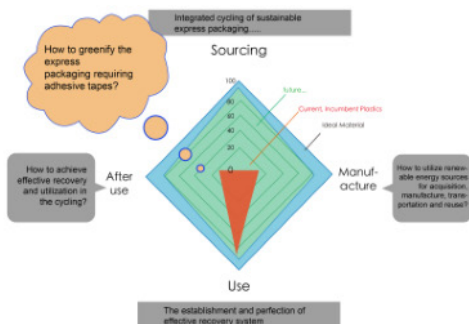 Integrated cycling of sustainable
express packaging.....
How to greenify the
express
packaging requiring
adhesive tapes?
Sourcing
100
80
60
40
20
0
future...
Current, Incumbent Plastics
Ideal Material
How to achieve
effective recovery
and utilization in
the cycling?
After
use
Manuf-
acture
How to utilize renew-
able energy sources
for acquisition,
manufacture, trans-
portation and reuse?
Use
The establishment and perfection of
effective recovery system